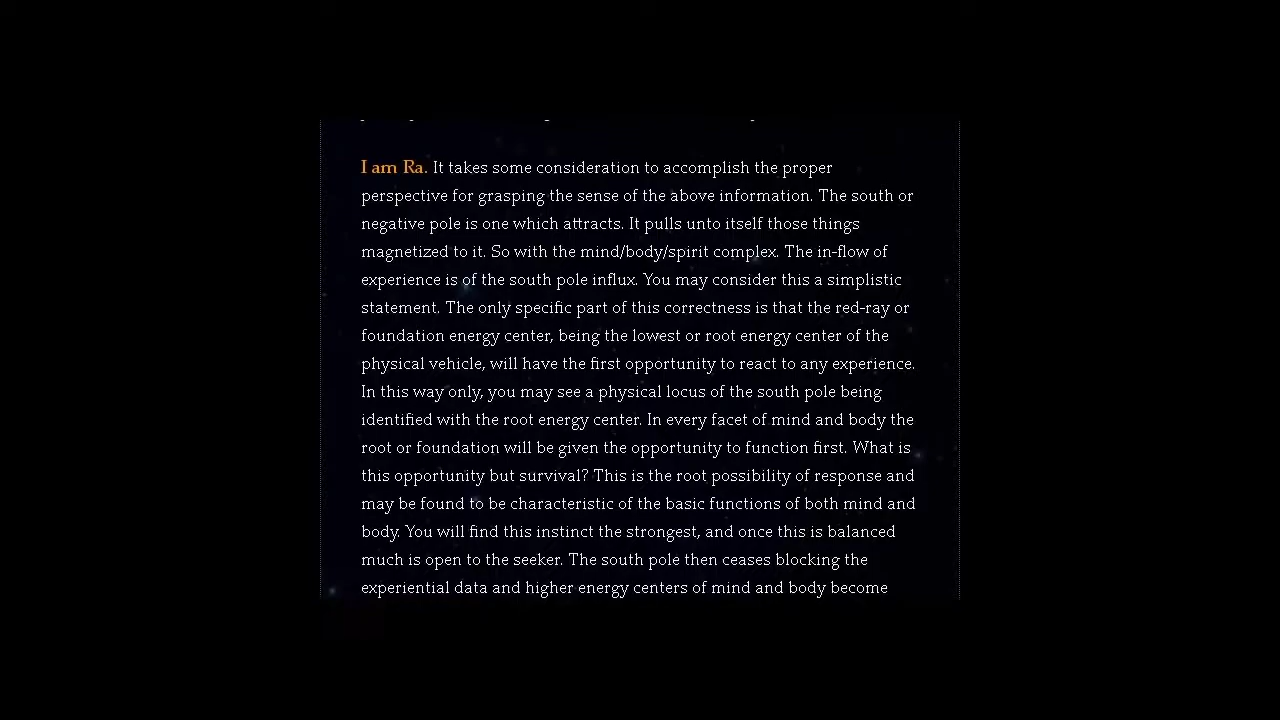 I am Ra. It takes some consideration to accomplish the proper
perspective for grasping the sense of the above information. The south or
negative pole is one which attracts. It pulls unto itself those things
magnetized to it. So with the mind/body/spirit complex. The in-flow of
experience is of the south pole influx. You may consider this a simplistic
statement. The only specific part of this correctness is that the red-ray or
foundation energy center, being the lowest or root energy center of the
physical vehicle, will have the first opportunity to react to any experience.
In this way only, you may see a physical locus of the south pole being
identified with the root energy center. In every facet of mind and body the
root or foundation will be given the opportunity to function first. What is
this opportunity but survival? This is the root possibility of response and
may be found to be characteristic of the basic functions of both mind and
body. You will find this instinct the strongest, and once this is balanced
much is open to the seeker. The south pole then ceases blocking the
experiential data and higher energy centers of mind and body become